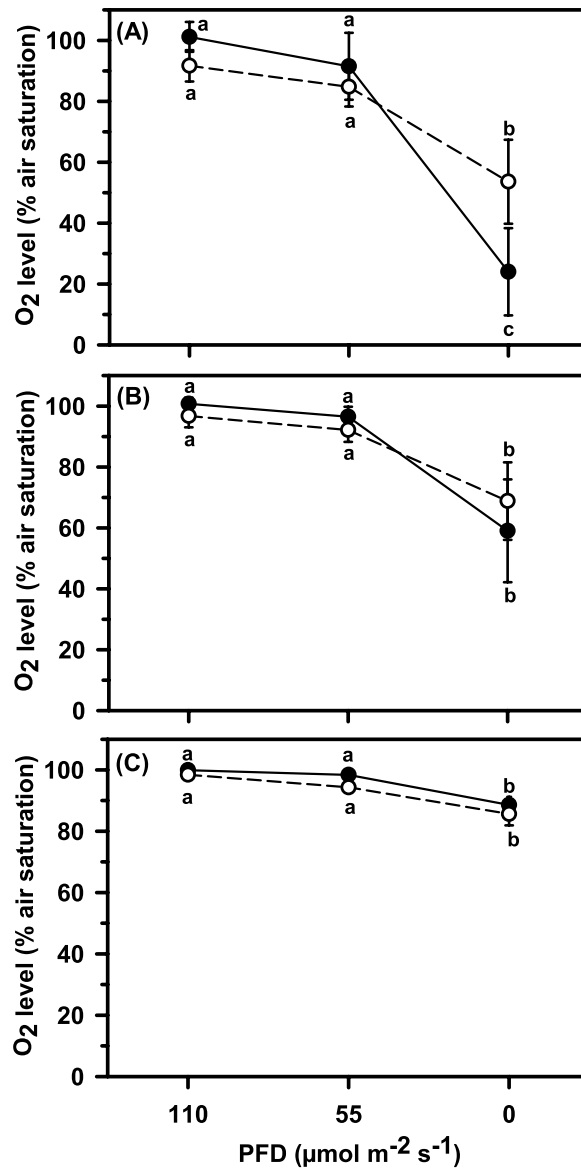 (A)
O2 level (% air saturation)
100
80
60
40
20
0
a
a
a
a
b
c
(B)
O2 level (% air saturation)
100
80
60
40
20
0
a
a
a
a
b
b
(C)
O2 level (% air saturation)
100
80
60
40
20
0
a
a
a
a
b
b
110 55 0
PFD (µmol m-2 s-1)